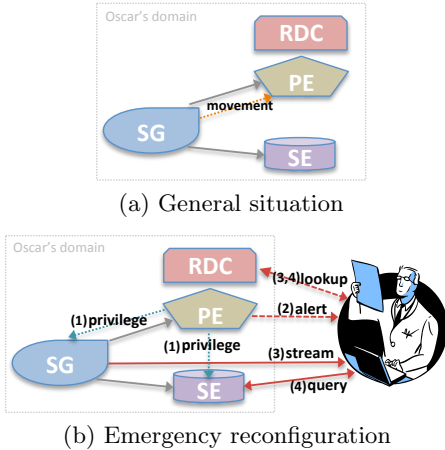 Oscar's domain
RDC
PE
movement
SG
SE
(a) General situation
Oscar's domain
RDC
(3,4)lookup
(1)privilege
PE
(2)alert
SG
(1)privilege
(3)stream
SE
(4)query
(b) Emergency reconfiguration